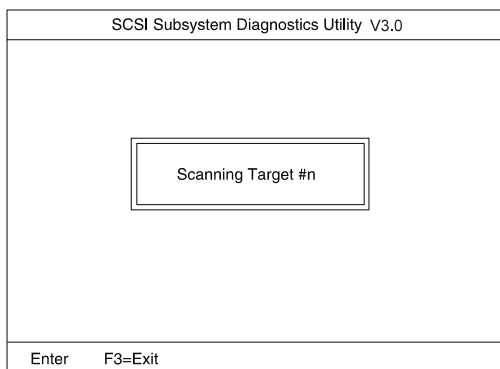 SCSI Subsystem Diagnostics Utility V3.0
Scanning Target #n
Enter F3=Exit